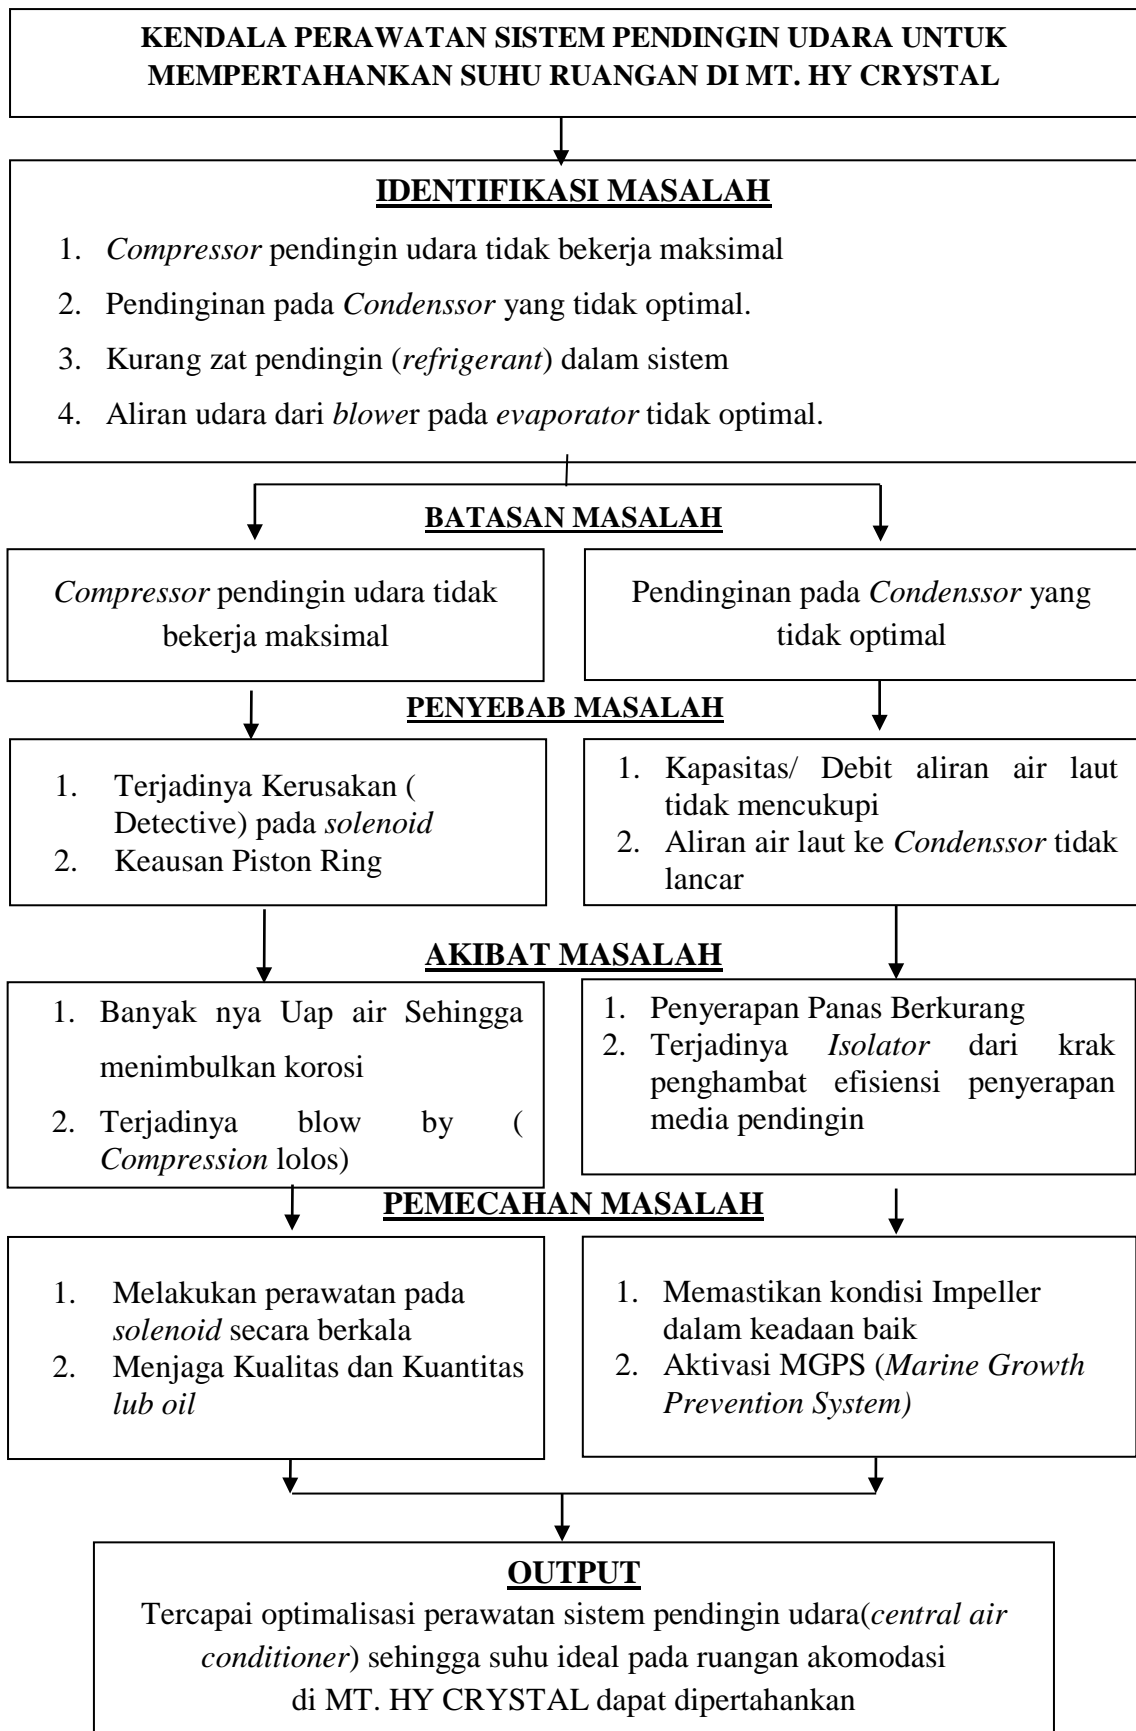 KENDALA PERAWATAN SISTEM PENDINGIN UDARA UNTUK
MEMPERTAHANKAN SUHU RUANGAN DI MT. HY CRYSTAL
IDENTIFIKASI MASALAH
1. Compressor pendingin udara tidak bekerja maksimal
2. Pendinginan pada Condenssor yang tidak optimal.
3. Kurang zat pendingin (refrigerant) dalam sistem
4. Aliran udara dari blower pada evaporator tidak optimal.
BATASAN MASALAH
Compressor pendingin udara tidak
bekerja maksimal
Pendinginan pada Condenssor yang
tidak optimal
PENYEBAB MASALAH
1. Terjadinya Kerusakan (
Detective) pada solenoid
2. Keausan Piston Ring
1. Kapasitas/ Debit aliran air laut
tidak mencukupi
2. Aliran air laut ke Condenssor tidak
lancar
AKIBAT MASALAH
1. Banyak nya Uap air Sehingga
menimbulkan korosi
2. Terjadinya blow by (
Compression lolos)
1. Penyerapan Panas Berkurang
2. Terjadinya Isolator dari krak
penghambat efisiensi penyerapan
media pendingin
PEMECAHAN MASALAH
1. Melakukan perawatan pada
solenoid secara berkala
2. Menjaga Kualitas dan Kuantitas
lub oil
1. Memastikan kondisi Impeller
dalam keadaan baik
2. Aktivasi MGPS (Marine Growth
Prevention System)
OUTPUT
Tercapai optimalisasi perawatan sistem pendingin udara(central air
conditioner) sehingga suhu ideal pada ruangan akomodasi
di MT. HY CRYSTAL dapat dipertahankan